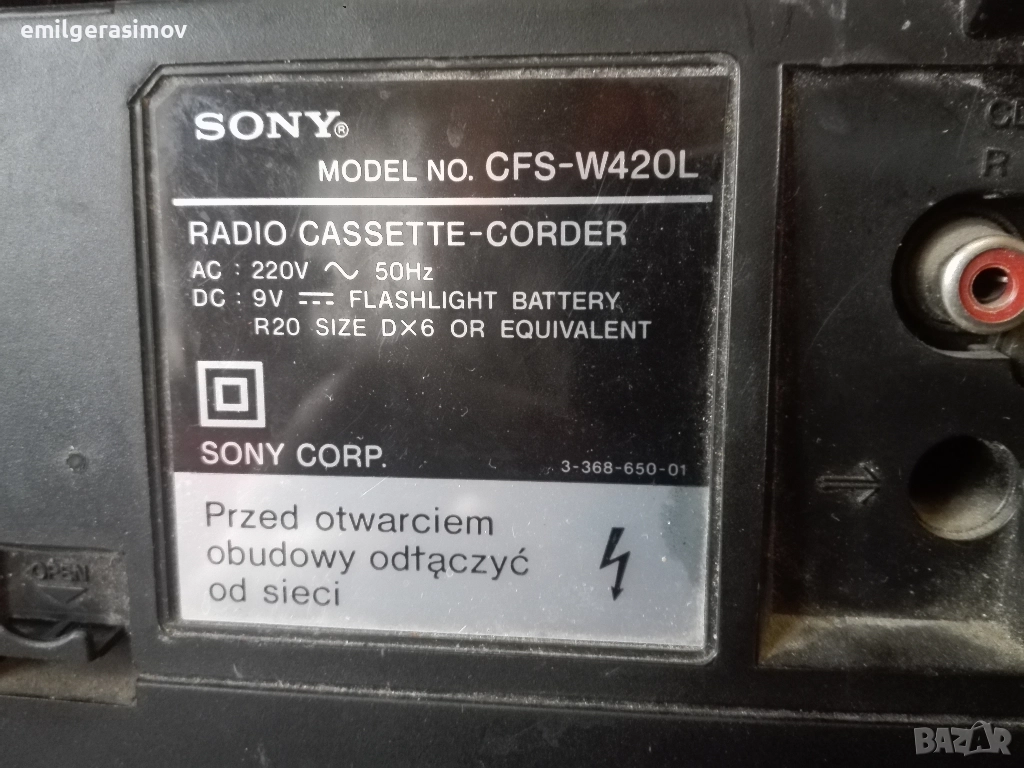 emilgerasimov
SONY®
MODEL NO. CFS-W420L
RADIO CASSETTE-CORDER
AC : 220V ∿ 50Hz
DC : 9V ⎓ FLASHLIGHT BATTERY
R20 SIZE D×6 OR EQUIVALENT
SONY CORP.
3-368-650-01
Przed otwarciem
obudowy odłączyć
od sieci
R
OPEN
BAZAR